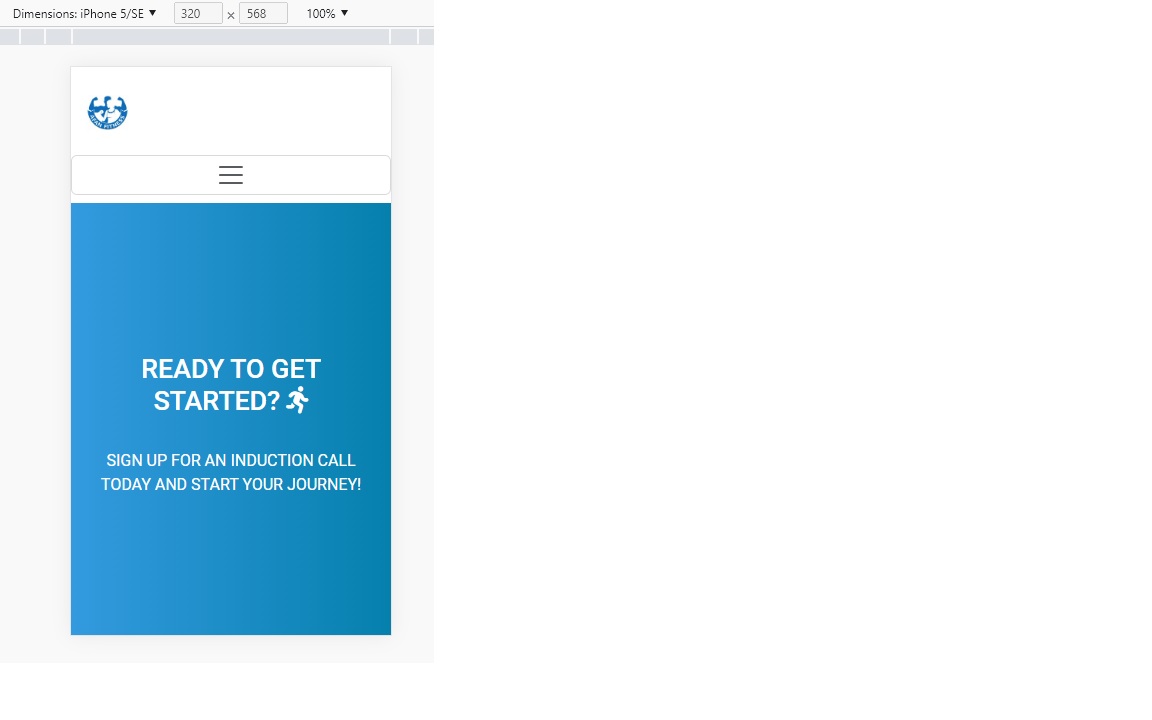 Dimensions: iPhone 5/SE ▼ 320 × 568 100% ▼
FITNESS
READY TO GET
STARTED?
SIGN UP FOR AN INDUCTION CALL
TODAY AND START YOUR JOURNEY!